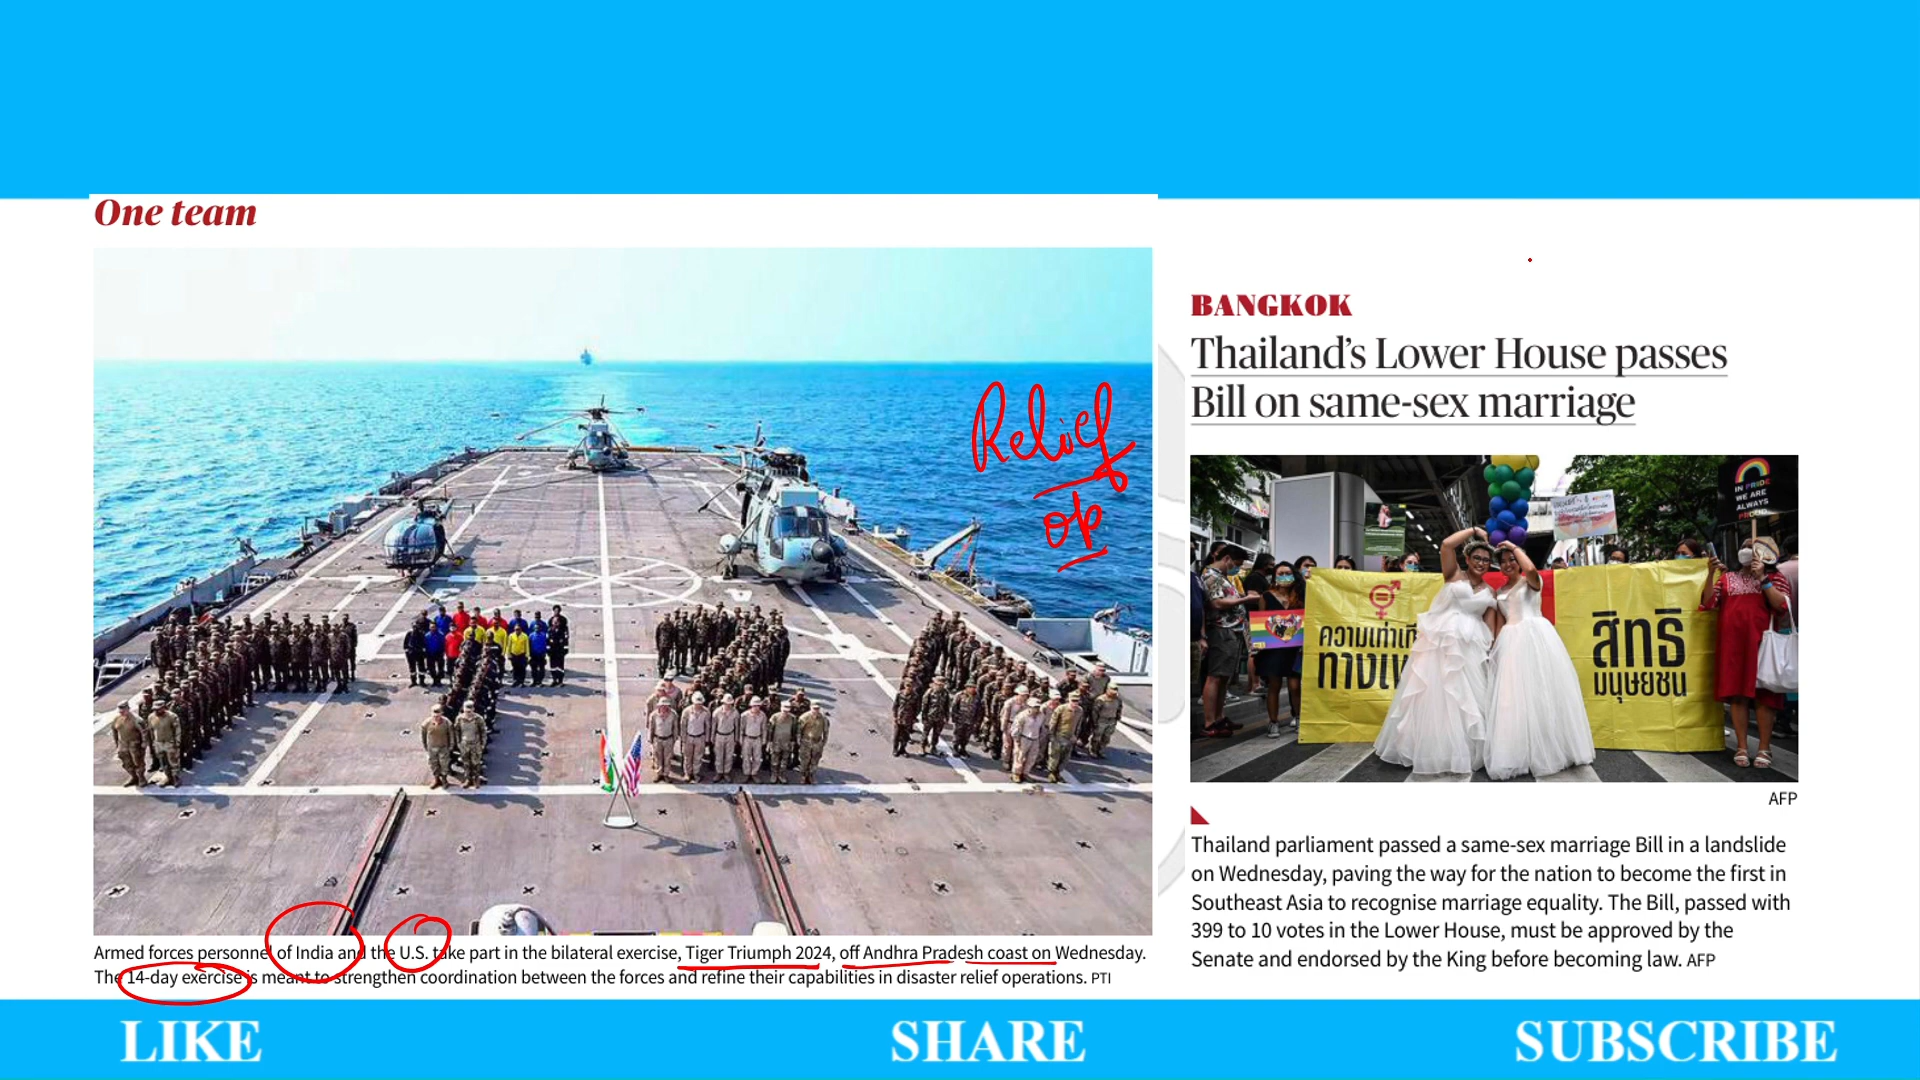 One team
Relief
op
Armed forces personnel of India and the U.S. take part in the bilateral exercise, Tiger Triumph 2024, off Andhra Pradesh coast on Wednesday.
The 14-day exercise is meant to strengthen coordination between the forces and refine their capabilities in disaster relief operations. PTI
BANGKOK
Thailand’s Lower House passes
Bill on same-sex marriage
IN PRIDE
WE ARE
ALWAYS
PROUD
สิทธิ
มนุษยชน
AFP
Thailand parliament passed a same-sex marriage Bill in a landslide
on Wednesday, paving the way for the nation to become the first in
Southeast Asia to recognise marriage equality. The Bill, passed with
399 to 10 votes in the Lower House, must be approved by the
Senate and endorsed by the King before becoming law. AFP
LIKE
SHARE
SUBSCRIBE